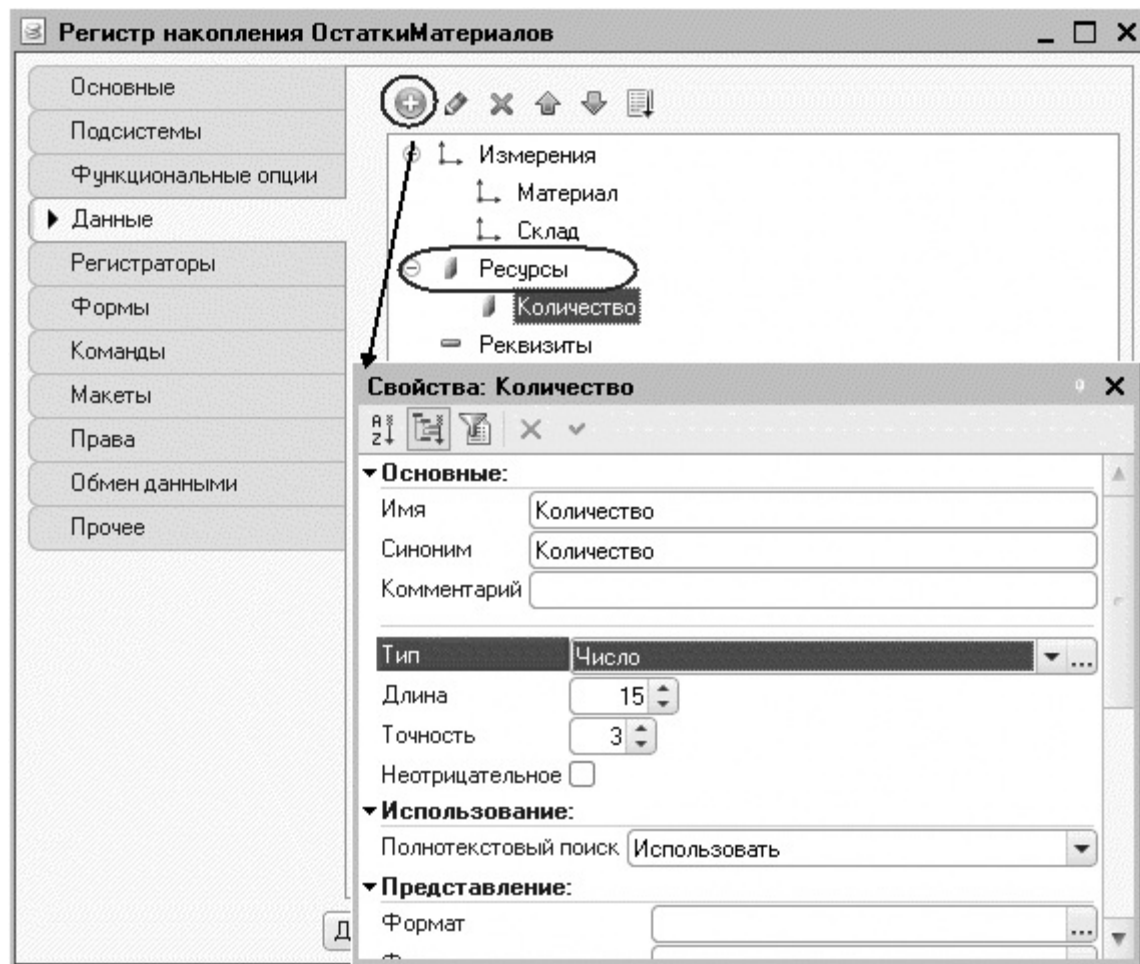 Регистр накопления ОстаткиМатериалов
Основные
Подсистемы
Функциональные опции
Данные
Регистраторы
Формы
Команды
Макеты
Права
Обмен данными
Прочее
Измерения
Материал
Склад
Ресурсы
Количество
Реквизиты
Свойства: Количество
Основные:
Имя Количество
Синоним Количество
Комментарий
Тип Число ...
Длина 15
Точность 3
Неотрицательное
Использование:
Полнотекстовый поиск Использовать
Представление:
Формат ...